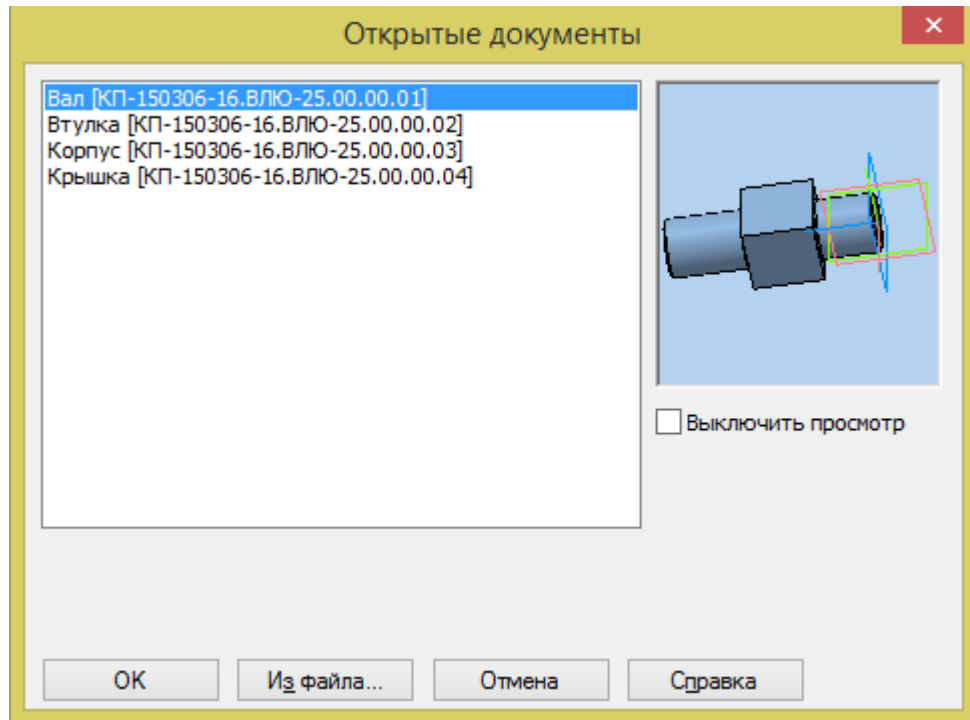 Открытые документы
Вал [КП-150306-16.ВЛЮ-25.00.00.01]
Втулка [КП-150306-16.ВЛЮ-25.00.00.02]
Корпус [КП-150306-16.ВЛЮ-25.00.00.03]
Крышка [КП-150306-16.ВЛЮ-25.00.00.04]
Выключить просмотр
ОК
Из файла...
Отмена
Справка